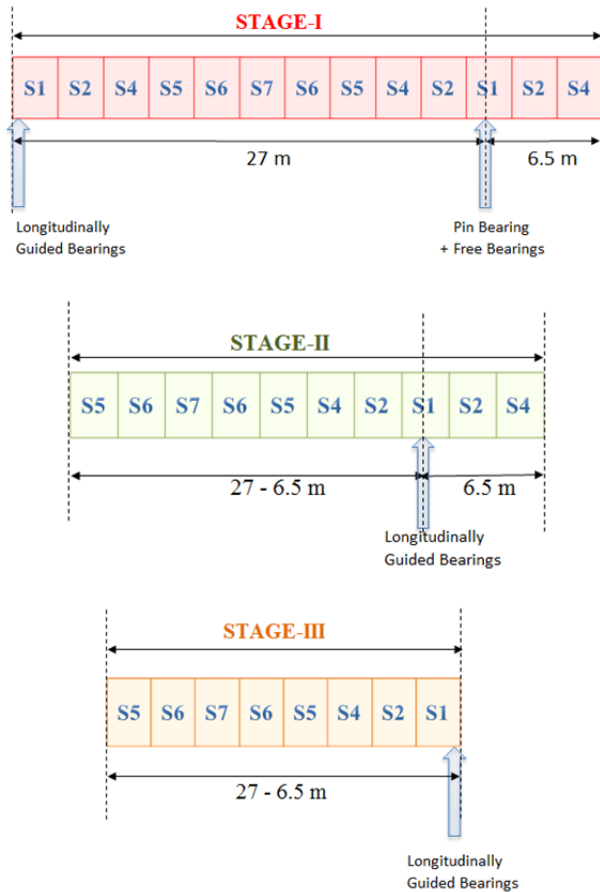 STAGE-I
S1 S2 S4 S5 S6 S7 S6 S5 S4 S2 S1 S2 S4
27 m 6.5 m
Longitudinally Guided Bearings
Pin Bearing + Free Bearings
STAGE-II
S5 S6 S7 S6 S5 S4 S2 S1 S2 S4
27 - 6.5 m 6.5 m
Longitudinally
Guided Bearings
STAGE-III
S5 S6 S7 S6 S5 S4 S2 S1
27 - 6.5 m
Longitudinally
Guided Bearings